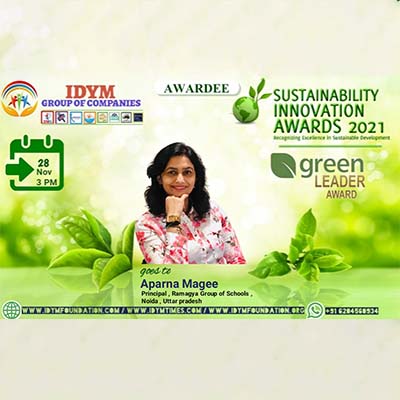 IDYM
GROUP OF COMPANIES
AWARDEE
SUSTAINABILITY
INNOVATION
AWARDS 2021
Recognizing Excellence in Sustainable Development
28
Nov
3 PM
green
LEADER
AWARD
goes to
Aparna Magee
Principal, Ramagya Group of Schools,
Noida, Uttar pradesh
WWW.IDYMFOUNDATION.COM / WWW.IDYMTIMES.COM / WWW.IDYMFOUNDATION.ORG +91 6284568934